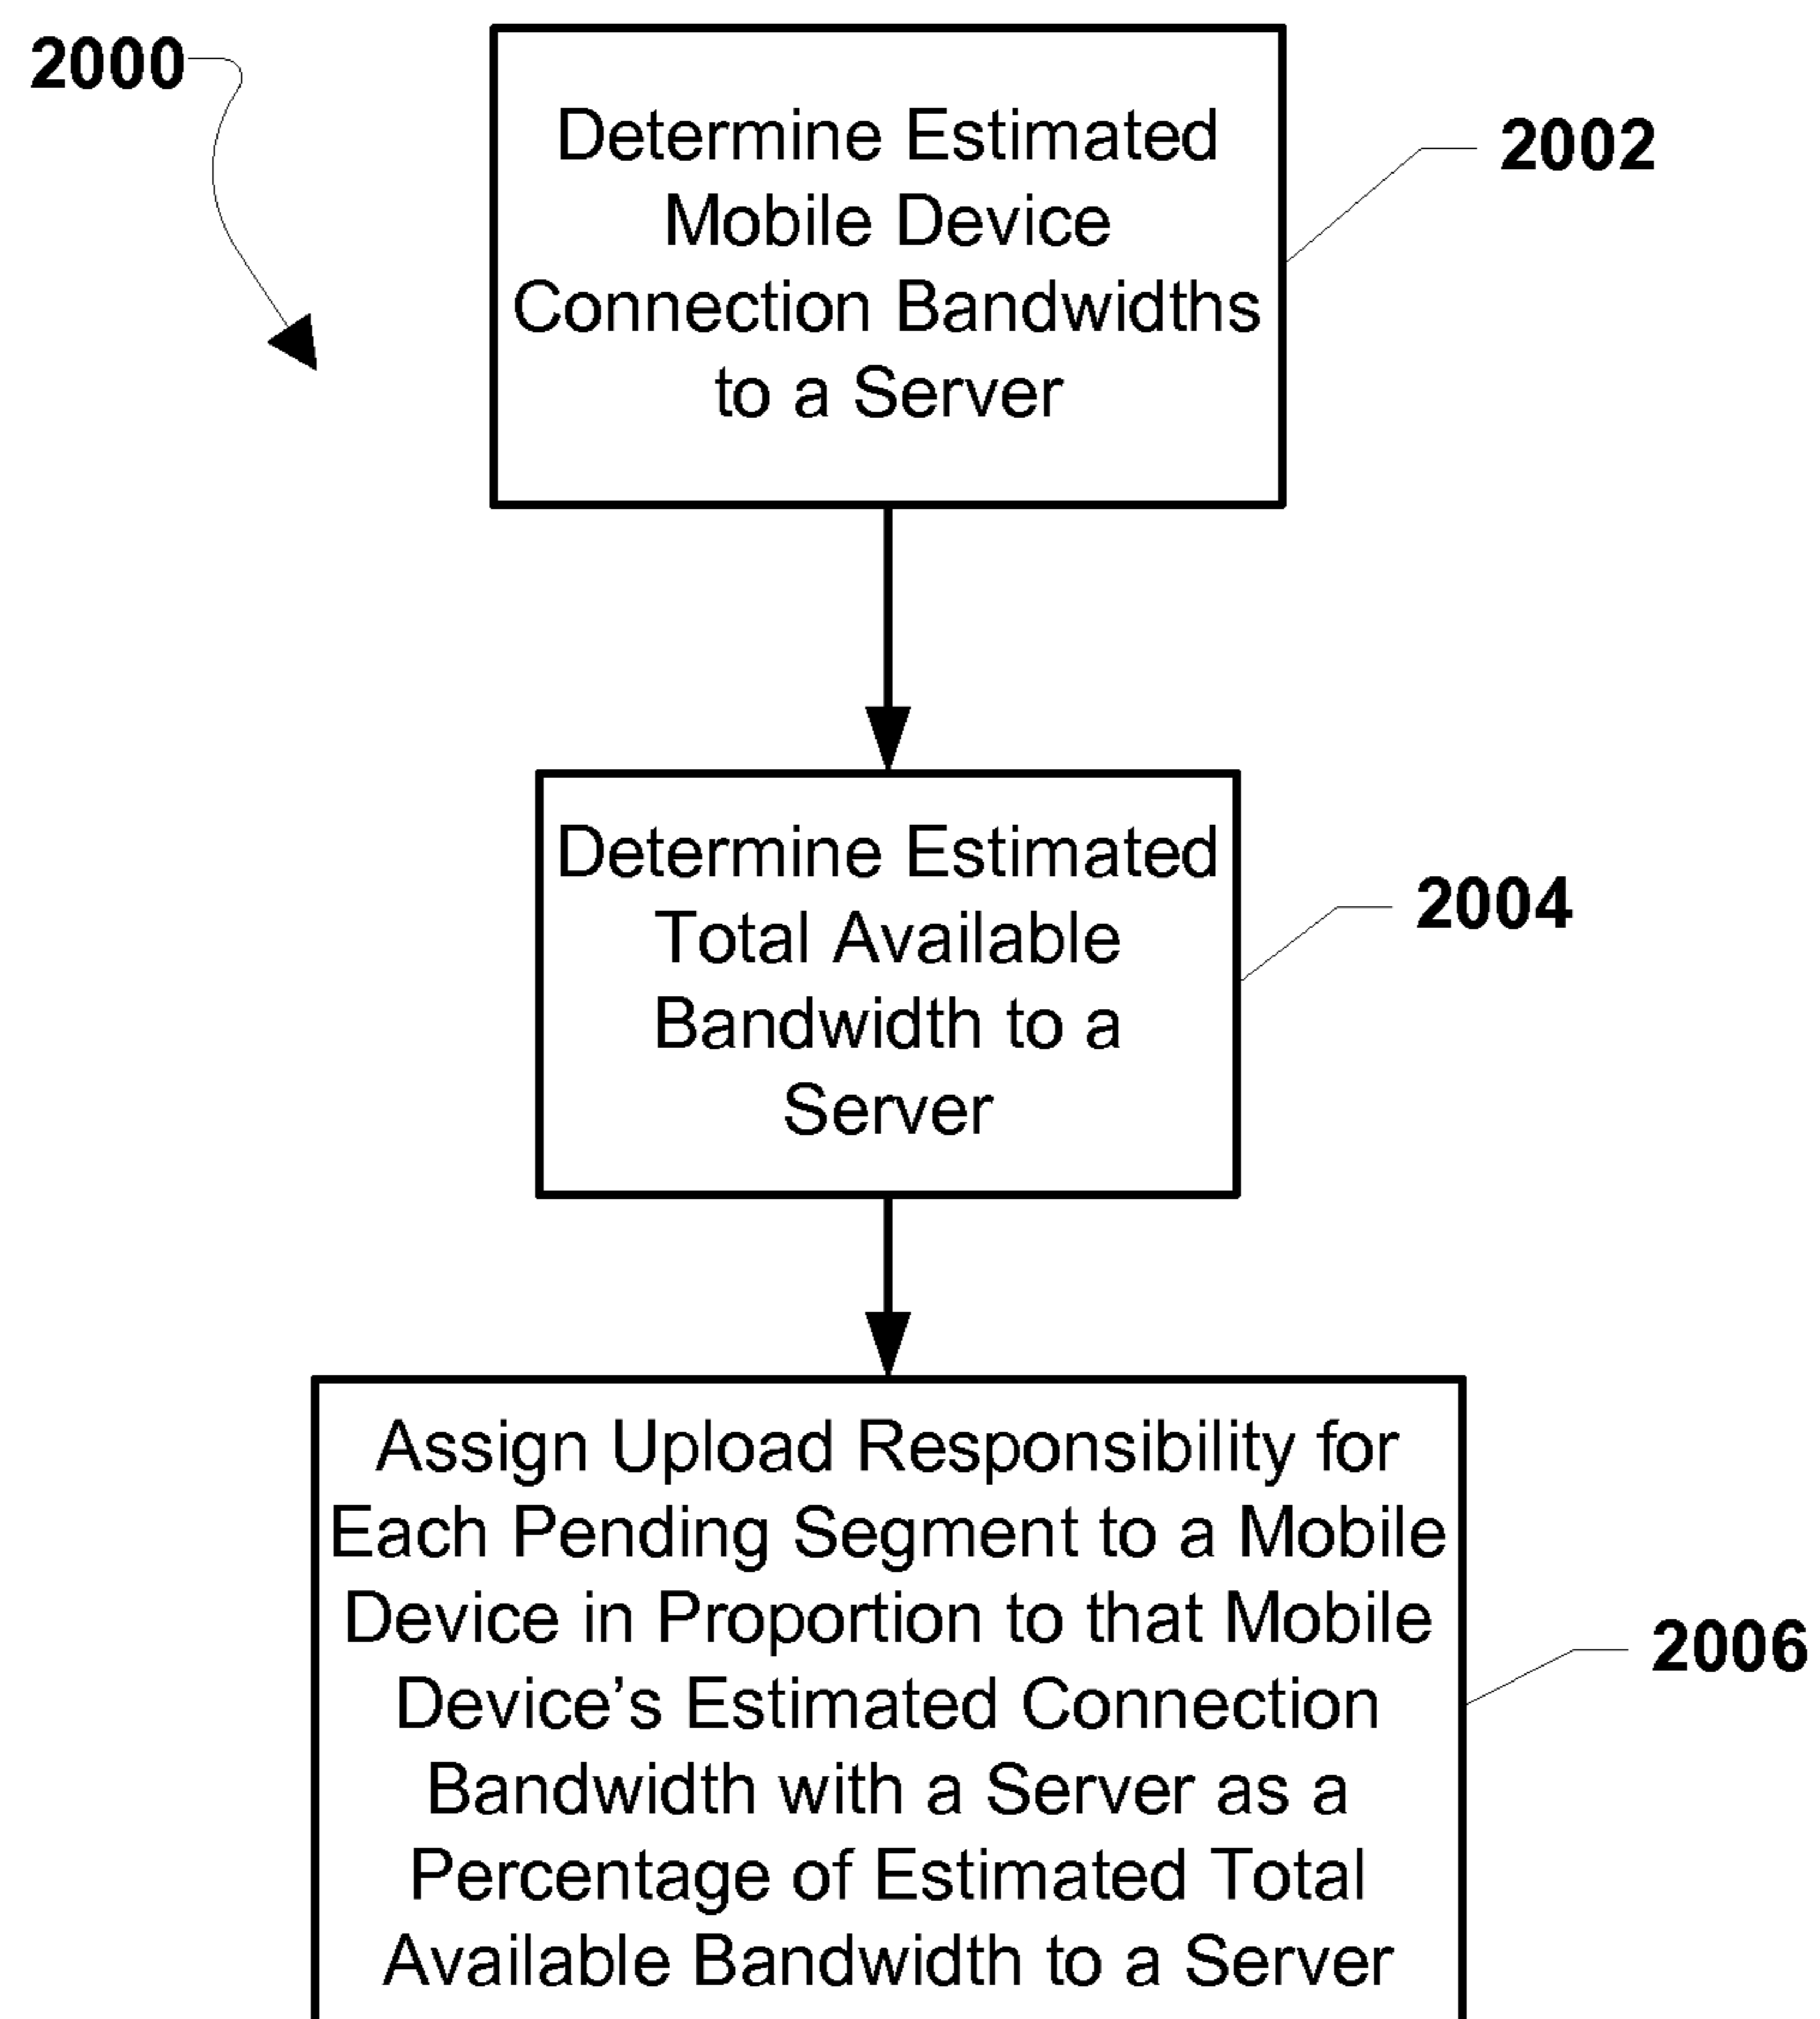 2000
Determine Estimated
Mobile Device
Connection Bandwidths
to a Server
2002
Determine Estimated
Total Available
Bandwidth to a
Server
2004
Assign Upload Responsibility for
Each Pending Segment to a Mobile
Device in Proportion to that Mobile
Device’s Estimated Connection
Bandwidth with a Server as a
Percentage of Estimated Total
Available Bandwidth to a Server
2006